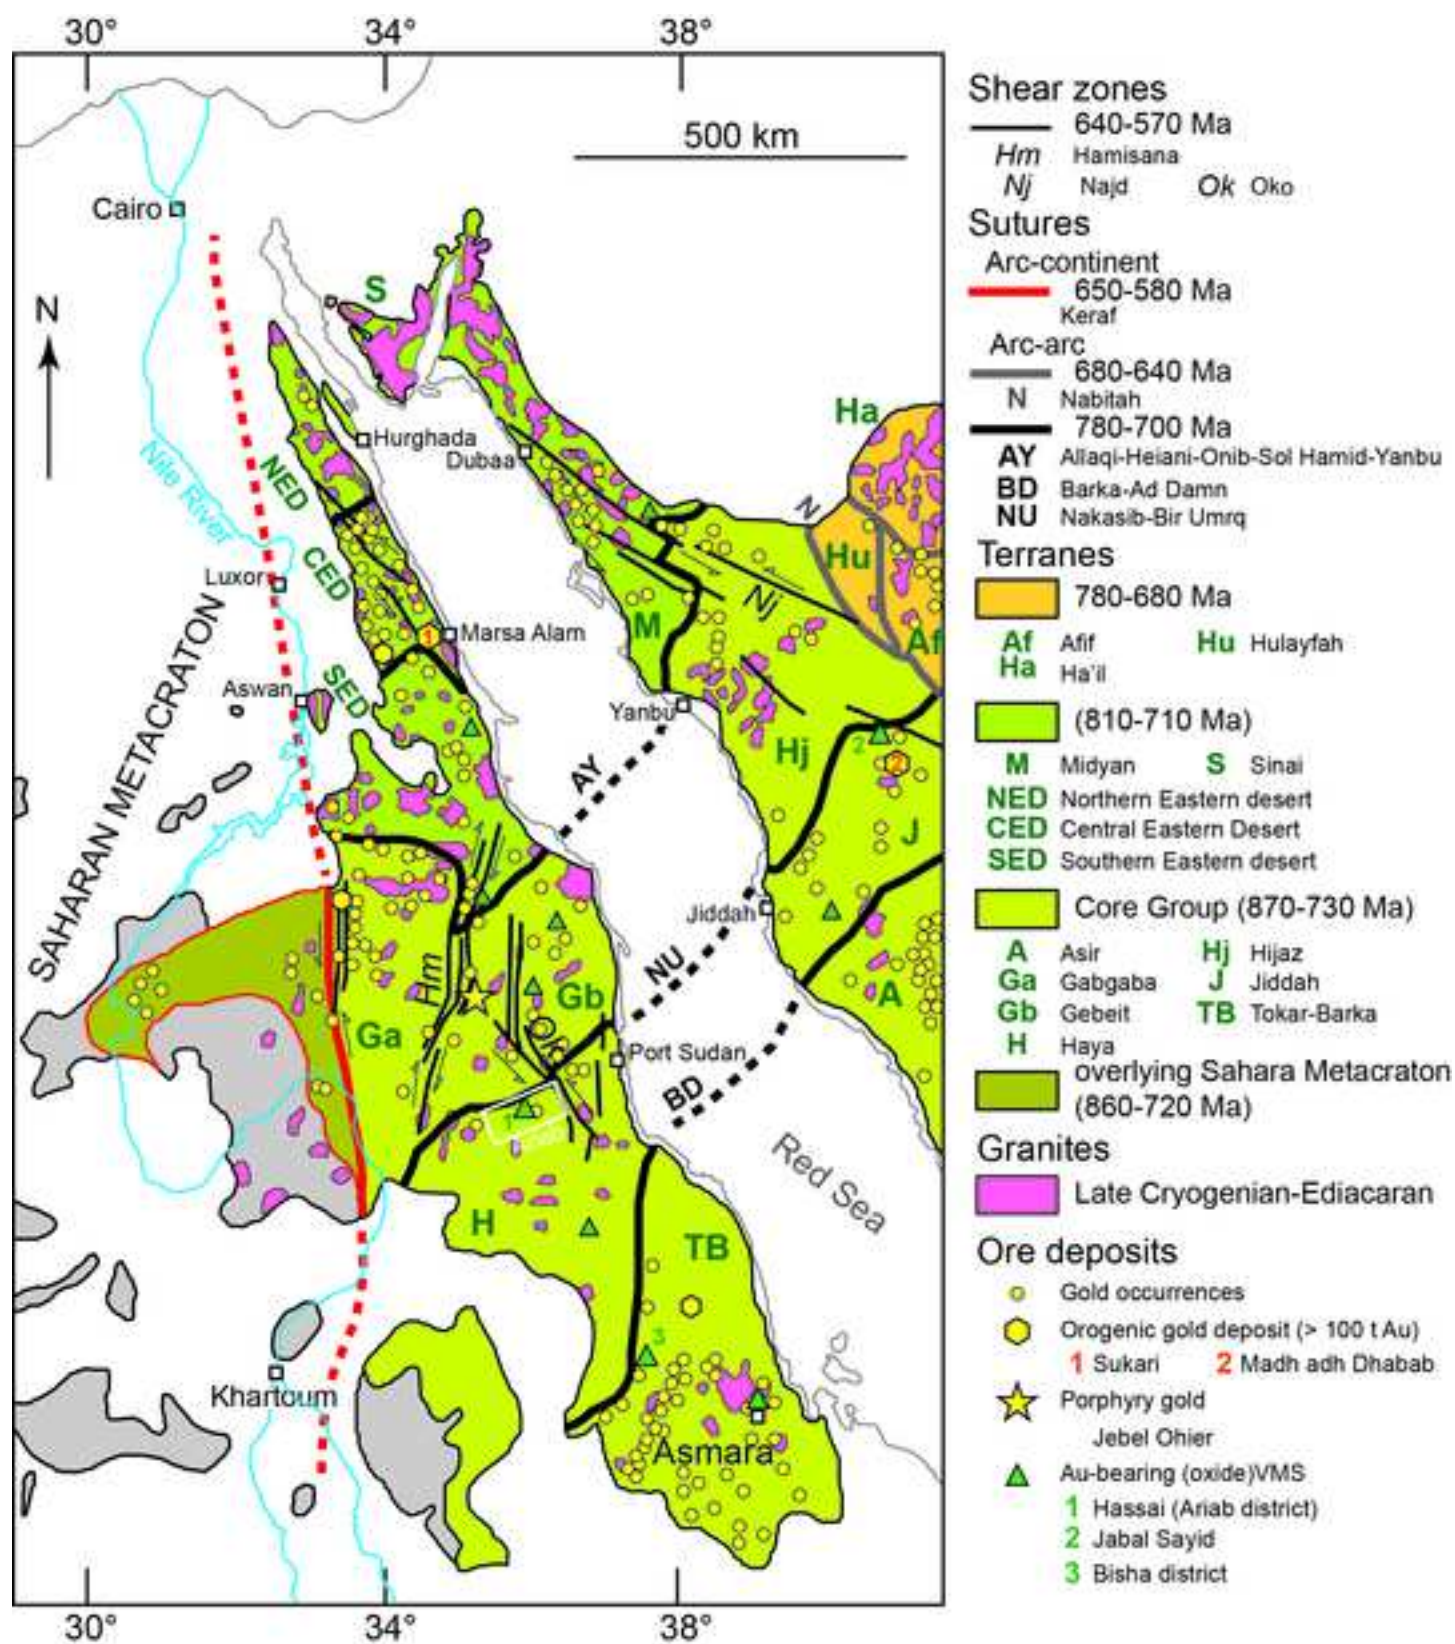 30° 34° 38°
500 km
Cairo
N
S
Ha
Hurghada
Dubaa
NED
Nile River
N
Hu
CED
Luxor
Nj
M
Marsa Alam
Af
SED
Aswan
Yanbu
Hj
2
2
1
AY
SAHARAN METACRATON
J
Jiddah
Hm
NU
Gb
A
Ga
Ok
Port Sudan
BD
1
Red Sea
H
TB
3
Khartoum
Asmara
30° 34° 38°
Shear zones
640-570 Ma
Hm Hamisana
Nj Najd Ok Oko
Sutures
Arc-continent
650-580 Ma
Keraf
Arc-arc
680-640 Ma
N Nabitah
780-700 Ma
AY Allaqi-Heiani-Onib-Sol Hamid-Yanbu
BD Barka-Ad Damn
NU Nakasib-Bir Umrq
Terranes
780-680 Ma
Af Afif Hu Hulayfah
Ha Ha'il
(810-710 Ma)
M Midyan S Sinai
NED Northern Eastern desert
CED Central Eastern Desert
SED Southern Eastern desert
Core Group (870-730 Ma)
A Asir Hj Hijaz
Ga Gabgaba J Jiddah
Gb Gebeit TB Tokar-Barka
H Haya
overlying Sahara Metacraton
(860-720 Ma)
Granites
Late Cryogenian-Ediacaran
Ore deposits
Gold occurrences
Orogenic gold deposit (> 100 t Au)
1 Sukari 2 Madh adh Dhabab
Porphyry gold
Jebel Ohier
Au-bearing (oxide)VMS
1 Hassai (Ariab district)
2 Jabal Sayid
3 Bisha district